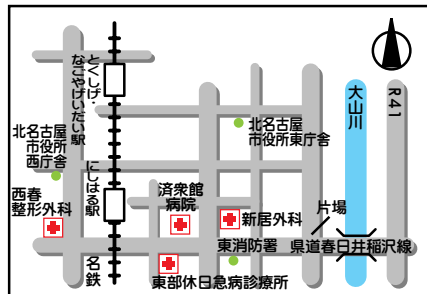 とくしげ・
なごやげいだい駅
北名古屋
市役所
西庁舎
にしはる駅
西春
整形外科
名鉄
済衆館
病院
北名古屋
市役所東庁舎
新居外科
片場
東消防署
県道春日井稲沢線
東部休日急病診療所
大山川
R41